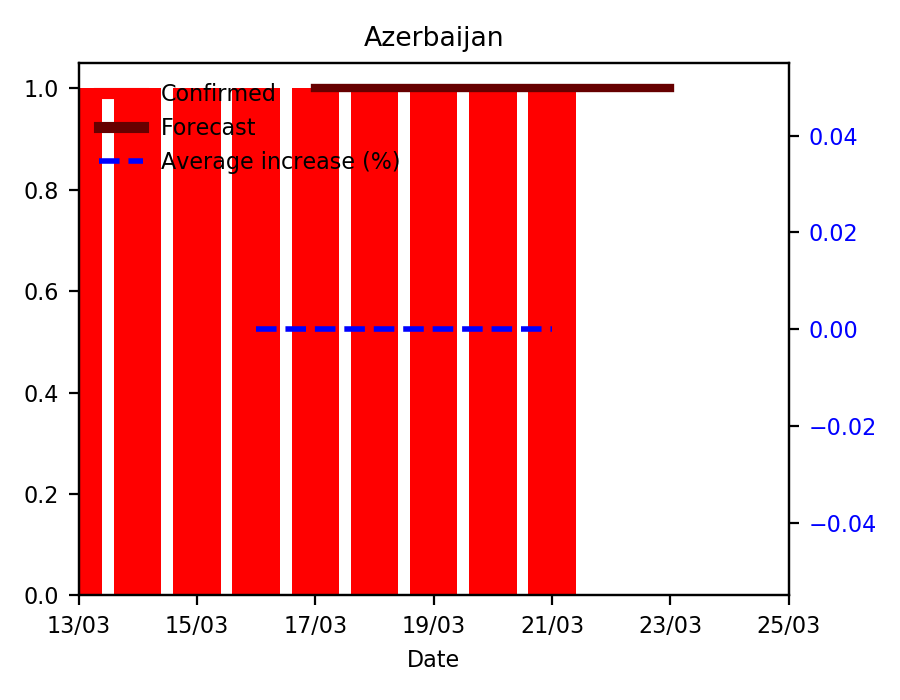 Azerbaijan
Confirmed
Forecast
Average increase (%)
1.0
0.8
0.6
0.4
0.2
0.0
0.04
0.02
0.00
−0.02
−0.04
13/03 15/03 17/03 19/03 21/03 23/03 25/03
Date